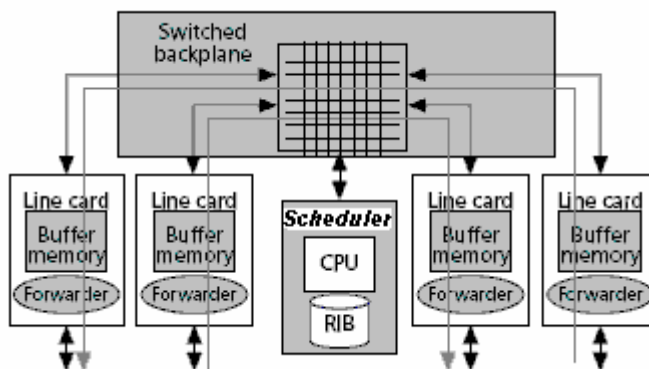 Switched
backplane
Line card
Buffer
memory
Forwarder
Line card
Buffer
memory
Forwarder
Scheduler
CPU
RIB
Line card
Buffer
memory
Forwarder
Line card
Buffer
memory
Forwarder